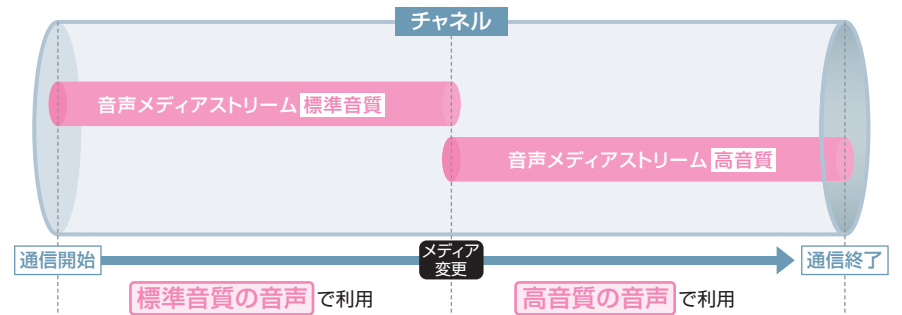 チャネル
音声メディアストリーム 標準音質
音声メディアストリーム 高音質
通信開始
メディア
変更
通信終了
標準音質の音声 で利用
高音質の音声 で利用